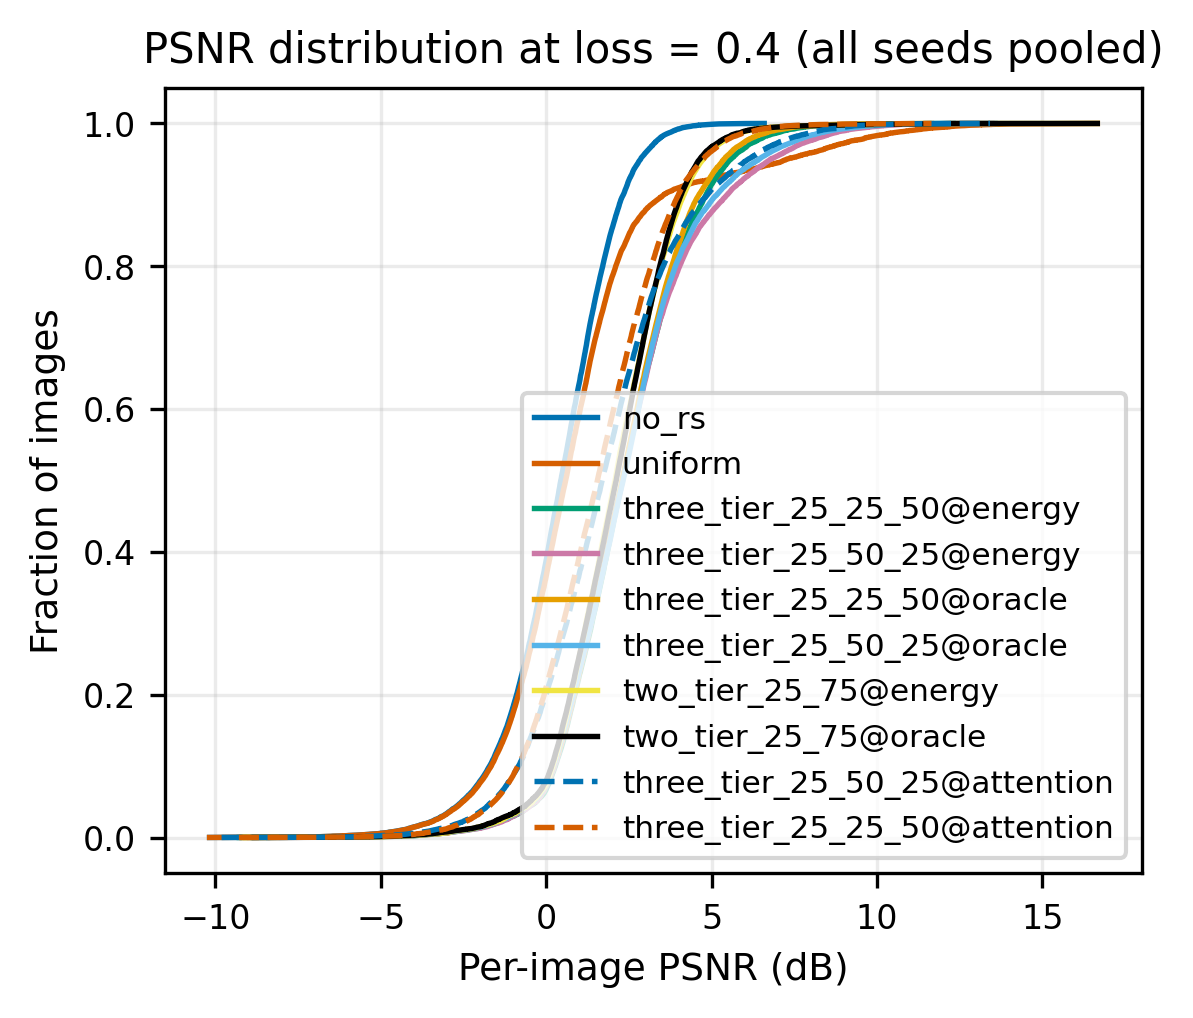 PSNR distribution at loss = 0.4 (all seeds pooled)
1.0
0.8
0.6
0.4
0.2
0.0
Fraction of images
no_rs
uniform
three_tier_25_25_50@energy
three_tier_25_50_25@energy
three_tier_25_25_50@oracle
three_tier_25_50_25@oracle
two_tier_25_75@energy
two_tier_25_75@oracle
three_tier_25_50_25@attention
three_tier_25_25_50@attention
−10 −5 0 5 10 15
Per-image PSNR (dB)